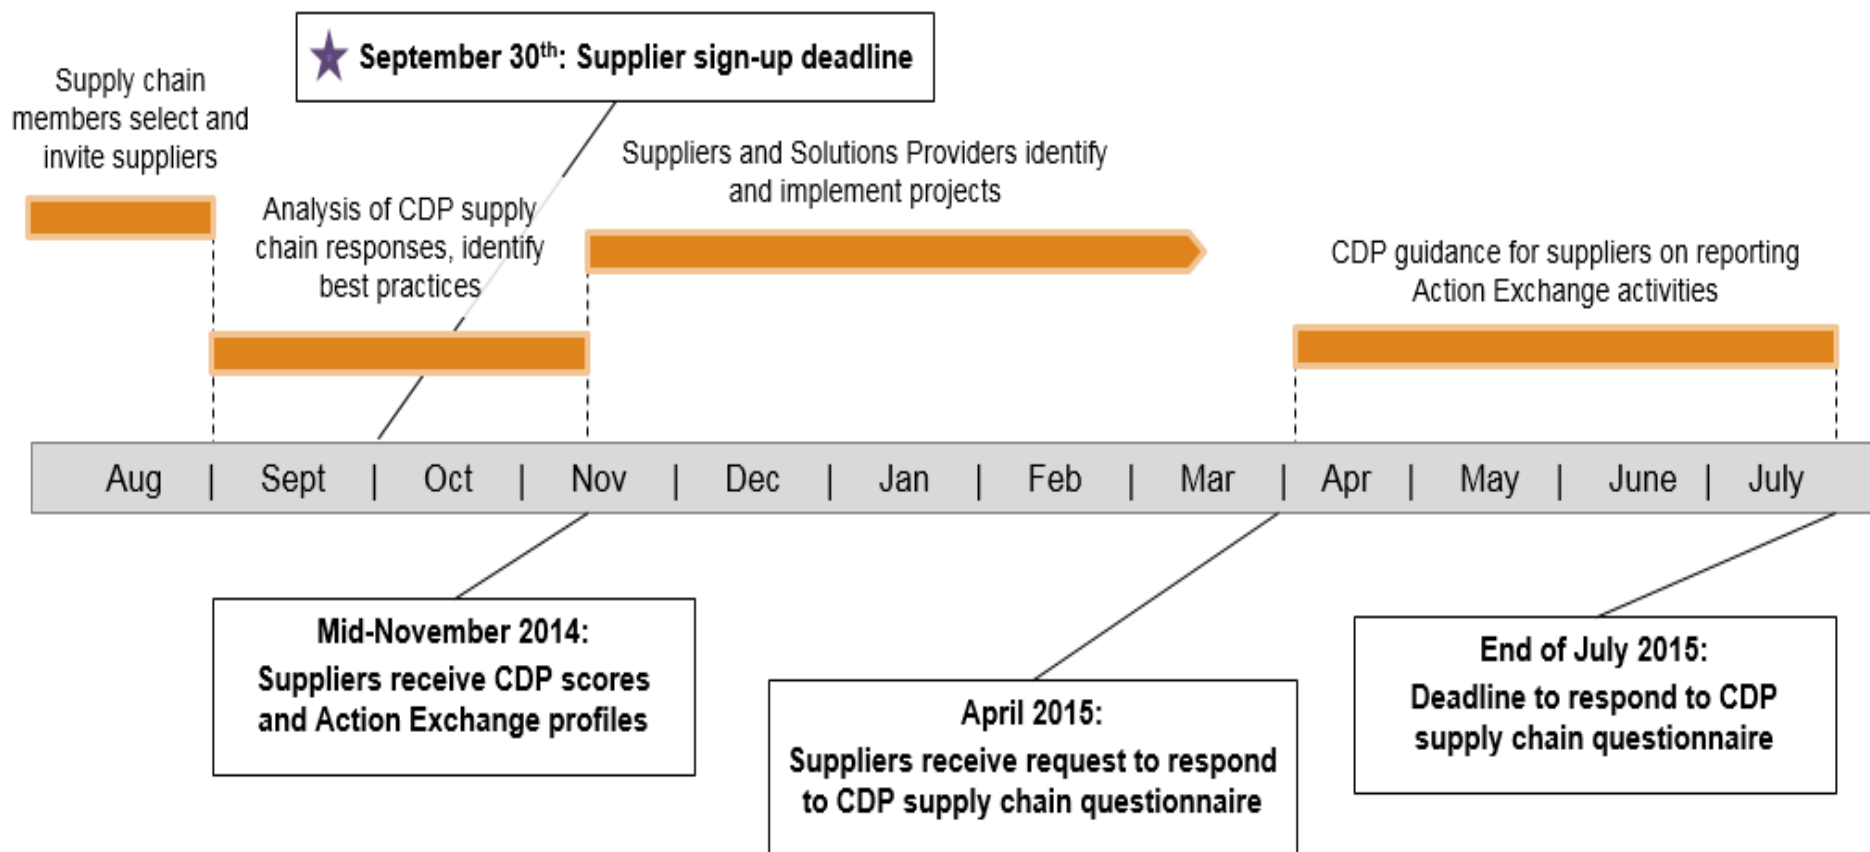 September 30th: Supplier sign-up deadline
Supply chain
members select and
invite suppliers
Analysis of CDP supply
chain responses, identify
best practices
Suppliers and Solutions Providers identify
and implement projects
CDP guidance for suppliers on reporting
Action Exchange activities
Aug | Sept | Oct | Nov | Dec | Jan | Feb | Mar | Apr | May | June | July
Mid-November 2014:
Suppliers receive CDP scores
and Action Exchange profiles
April 2015:
Suppliers receive request to respond
to CDP supply chain questionnaire
End of July 2015:
Deadline to respond to CDP
supply chain questionnaire